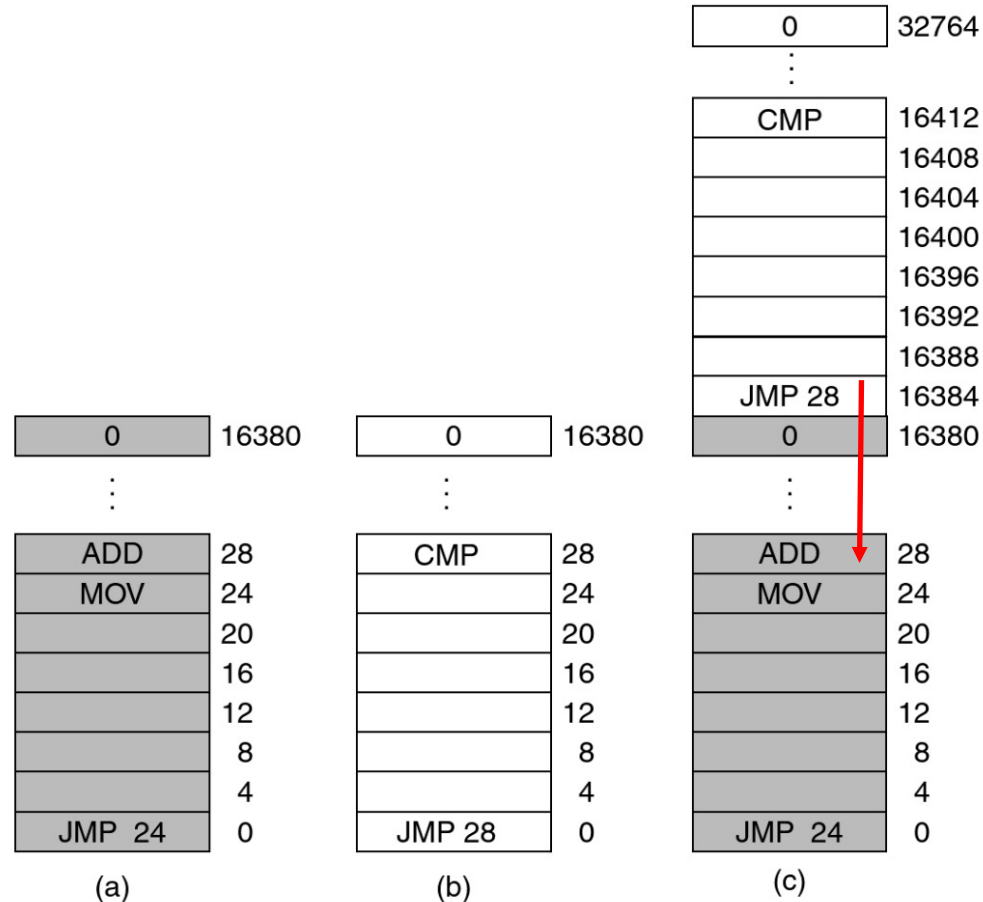 0 32764
CMP 16412
16408
16404
16400
16396
16392
16388
JMP 28 16384
0 16380 0 16380 0 16380
ADD 28 CMP 28 ADD 28
MOV 24 24 MOV 24
20 20 20
16 16 16
12 12 12
8 8 8
4 4 4
JMP 24 0 JMP 28 0 JMP 24 0
(a) (b) (c)